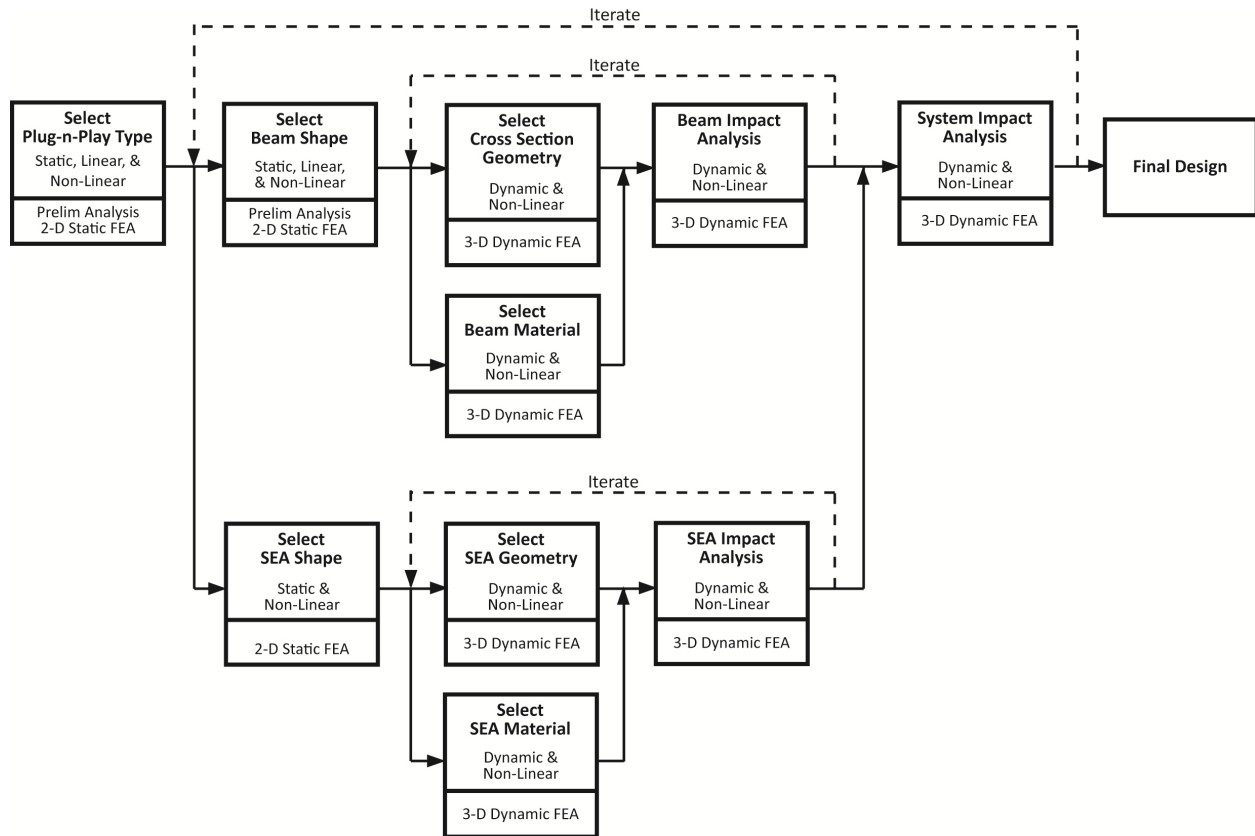 Iterate
Iterate
Select
Plug-n-Play Type
Static, Linear, &
Non-Linear
Prelim Analysis
2-D Static FEA
Select
Beam Shape
Static, Linear,
& Non-Linear
Prelim Analysis
2-D Static FEA
Select
Cross Section
Geometry
Dynamic &
Non-Linear
3-D Dynamic FEA
Beam Impact
Analysis
Dynamic &
Non-Linear
3-D Dynamic FEA
System Impact
Analysis
Dynamic &
Non-Linear
3-D Dynamic FEA
Final Design
Select
Beam Material
Dynamic &
Non-Linear
3-D Dynamic FEA
Iterate
Select
SEA Shape
Static &
Non-Linear
2-D Static FEA
Select
SEA Geometry
Dynamic &
Non-Linear
3-D Dynamic FEA
SEA Impact
Analysis
Dynamic &
Non-Linear
3-D Dynamic FEA
Select
SEA Material
Dynamic &
Non-Linear
3-D Dynamic FEA